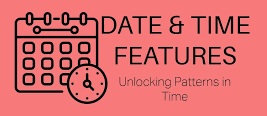 DATE & TIME
FEATURES
Unlocking Patterns in
Time